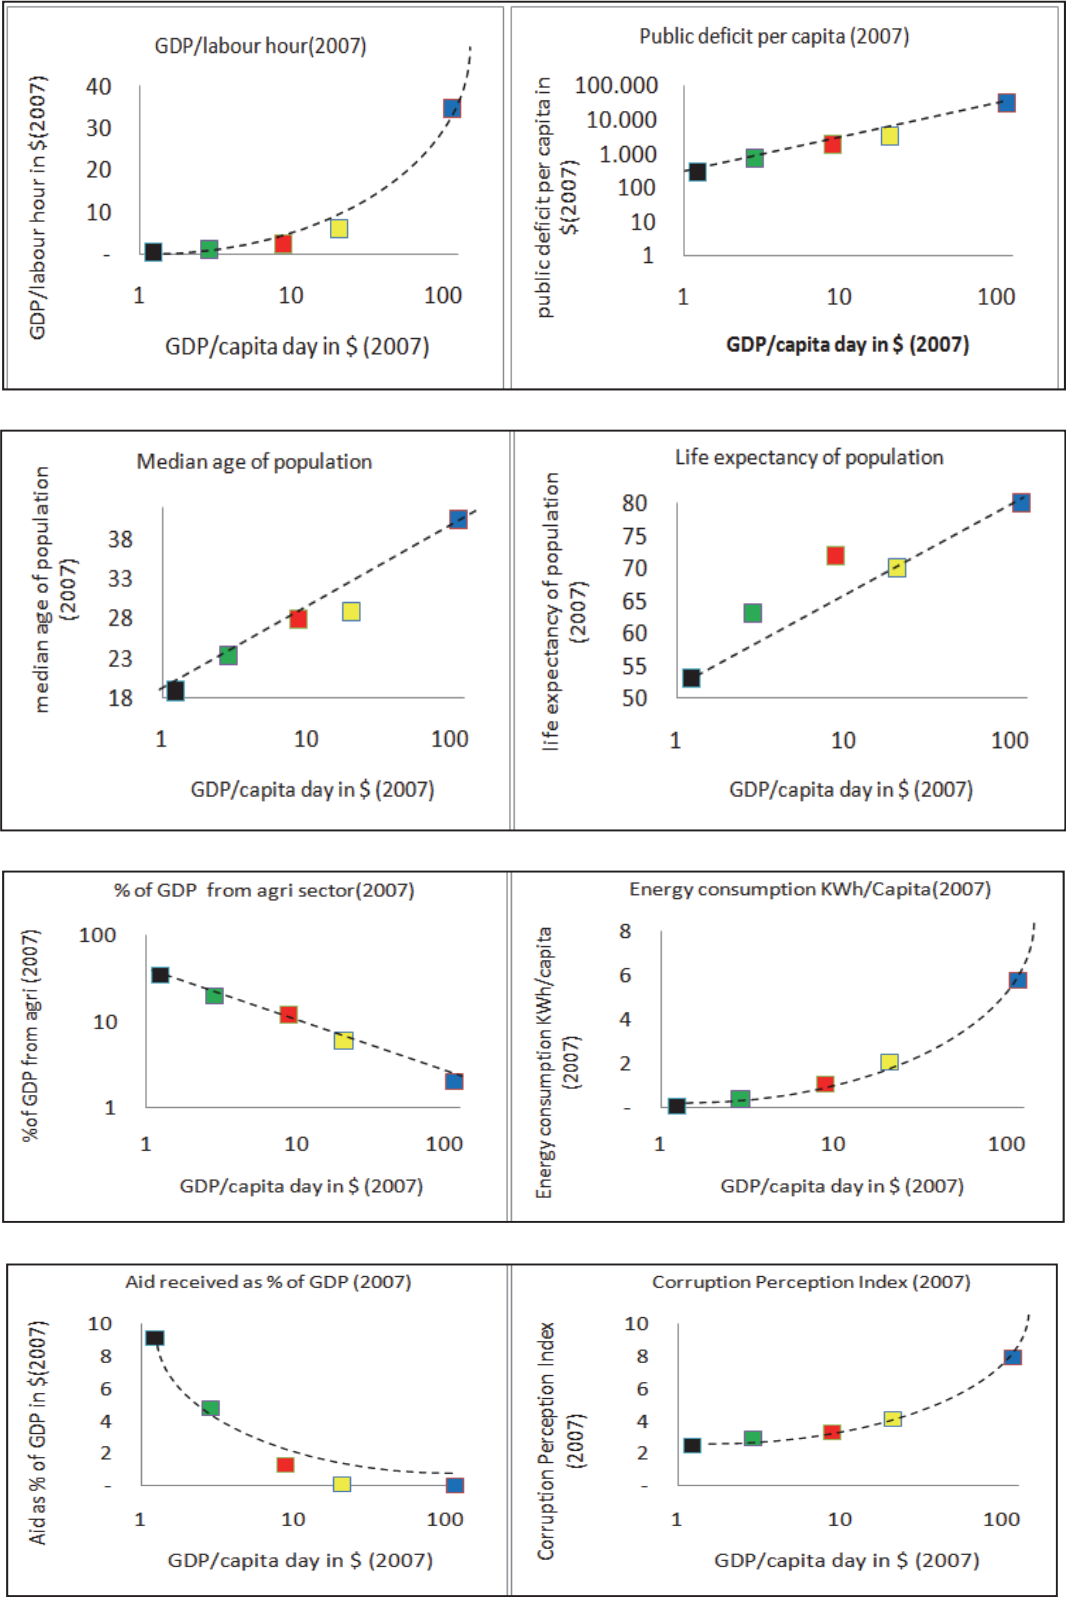 GDP/labour hour(2007)
GDP/labour hour in $(2007)
40
30
20
10
-
1 10 100
GDP/capita day in $ (2007)
Public deficit per capita (2007)
public deficit per capita in
$(2007)
100.000
10.000
1.000
100
10
1
1 10 100
GDP/capita day in $ (2007)
Median age of population
median age of population
(2007)
38
33
28
23
18
1 10 100
GDP/capita day in $ (2007)
Life expectancy of population
life expectancy of population
(2007)
80
75
70
65
60
55
50
1 10 100
GDP/capita day in $ (2007)
% of GDP from agri sector(2007)
%of GDP from agri (2007)
100
10
1
1 10 100
GDP/capita day in $ (2007)
Energy consumption KWh/Capita(2007)
Energy consumption KWh/capita
(2007)
8
6
4
2
-
1 10 100
GDP/capita day in $ (2007)
Aid received as % of GDP (2007)
Aid as % of GDP in $(2007)
10
8
6
4
2
-
1 10 100
GDP/capita day in $ (2007)
Corruption Perception Index (2007)
Corruption Perception Index
(2007)
10
8
6
4
2
-
1 10 100
GDP/capita day in $ (2007)